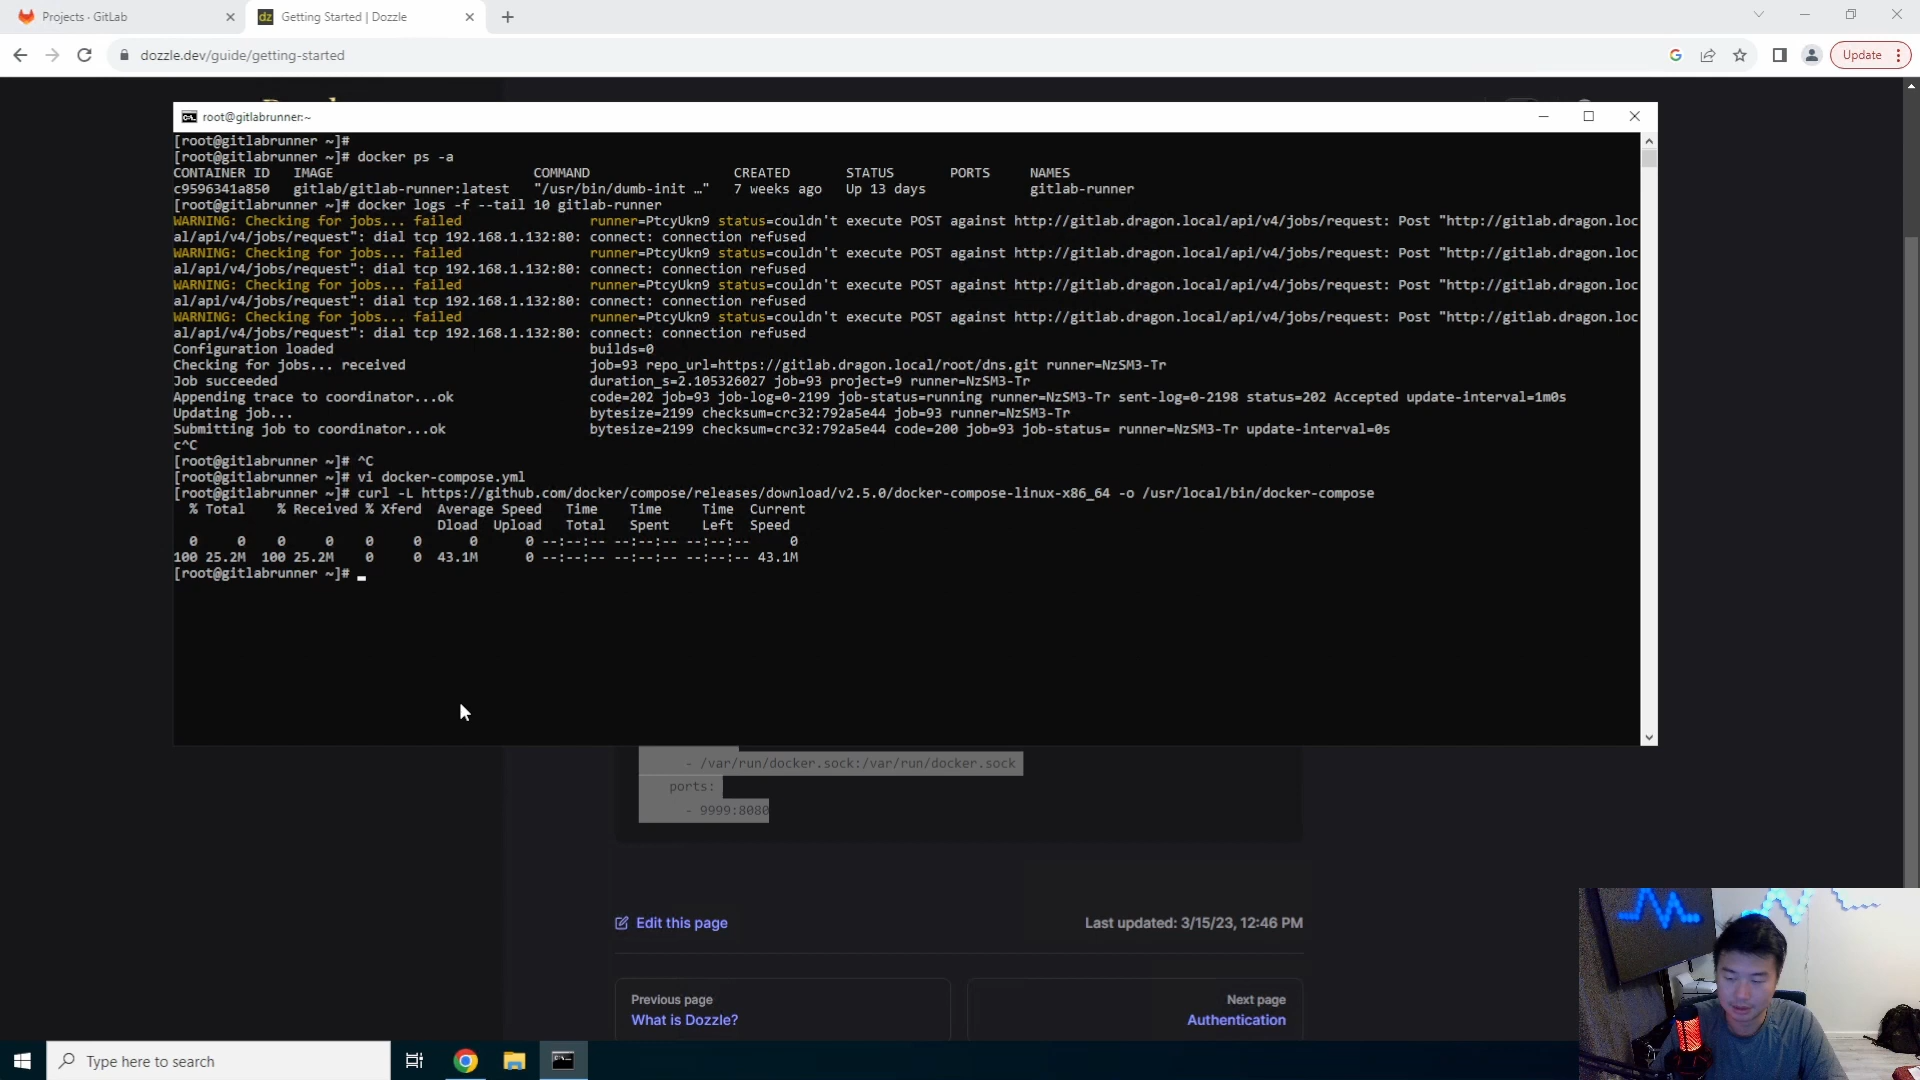 Projects · GitLab
dz Getting Started | Dozzle
dozzle.dev/guide/getting-started
Update
root@gitlabrunner:~
[root@gitlabrunner ~]#
[root@gitlabrunner ~]# docker ps -a
CONTAINER ID IMAGE COMMAND CREATED STATUS PORTS NAMES
c9596341a850 gitlab/gitlab-runner:latest "/usr/bin/dumb-init …" 7 weeks ago Up 13 days gitlab-runner
[root@gitlabrunner ~]# docker logs -f --tail 10 gitlab-runner
WARNING: Checking for jobs... failed runner=PtcyUkn9 status=couldn't execute POST against http://gitlab.dragon.local/api/v4/jobs/request: Post "http://gitlab.dragon.loc
al/api/v4/jobs/request": dial tcp 192.168.1.132:80: connect: connection refused
WARNING: Checking for jobs... failed runner=PtcyUkn9 status=couldn't execute POST against http://gitlab.dragon.local/api/v4/jobs/request: Post "http://gitlab.dragon.loc
al/api/v4/jobs/request": dial tcp 192.168.1.132:80: connect: connection refused
WARNING: Checking for jobs... failed runner=PtcyUkn9 status=couldn't execute POST against http://gitlab.dragon.local/api/v4/jobs/request: Post "http://gitlab.dragon.loc
al/api/v4/jobs/request": dial tcp 192.168.1.132:80: connect: connection refused
WARNING: Checking for jobs... failed runner=PtcyUkn9 status=couldn't execute POST against http://gitlab.dragon.local/api/v4/jobs/request: Post "http://gitlab.dragon.loc
al/api/v4/jobs/request": dial tcp 192.168.1.132:80: connect: connection refused
Configuration loaded builds=0
Checking for jobs... received job=93 repo_url=https://gitlab.dragon.local/root/dns.git runner=NzSM3-Tr
Job succeeded duration_s=2.105326027 job=93 project=9 runner=NzSM3-Tr
Appending trace to coordinator...ok code=202 job=93 job-log=0-2199 job-status=running runner=NzSM3-Tr sent-log=0-2198 status=202 Accepted update-interval=1m0s
Updating job... bytesize=2199 checksum=crc32:792a5e44 job=93 runner=NzSM3-Tr
Submitting job to coordinator...ok bytesize=2199 checksum=crc32:792a5e44 code=200 job=93 job-status= runner=NzSM3-Tr update-interval=0s
c^C
[root@gitlabrunner ~]# ^C
[root@gitlabrunner ~]# vi docker-compose.yml
[root@gitlabrunner ~]# curl -L https://github.com/docker/compose/releases/download/v2.5.0/docker-compose-linux-x86_64 -o /usr/local/bin/docker-compose
% Total % Received % Xferd Average Speed Time Time Time Current
Dload Upload Total Spent Left Speed
0 0 0 0 0 0 0 0 --:--:-- --:--:-- --:--:-- 0
100 25.2M 100 25.2M 0 0 43.1M 0 --:--:-- --:--:-- --:--:-- 43.1M
[root@gitlabrunner ~]# _
- /var/run/docker.sock:/var/run/docker.sock
ports:
- 9999:8080
Edit this page
Last updated: 3/15/23, 12:46 PM
Previous page
What is Dozzle?
Next page
Authentication
Type here to search